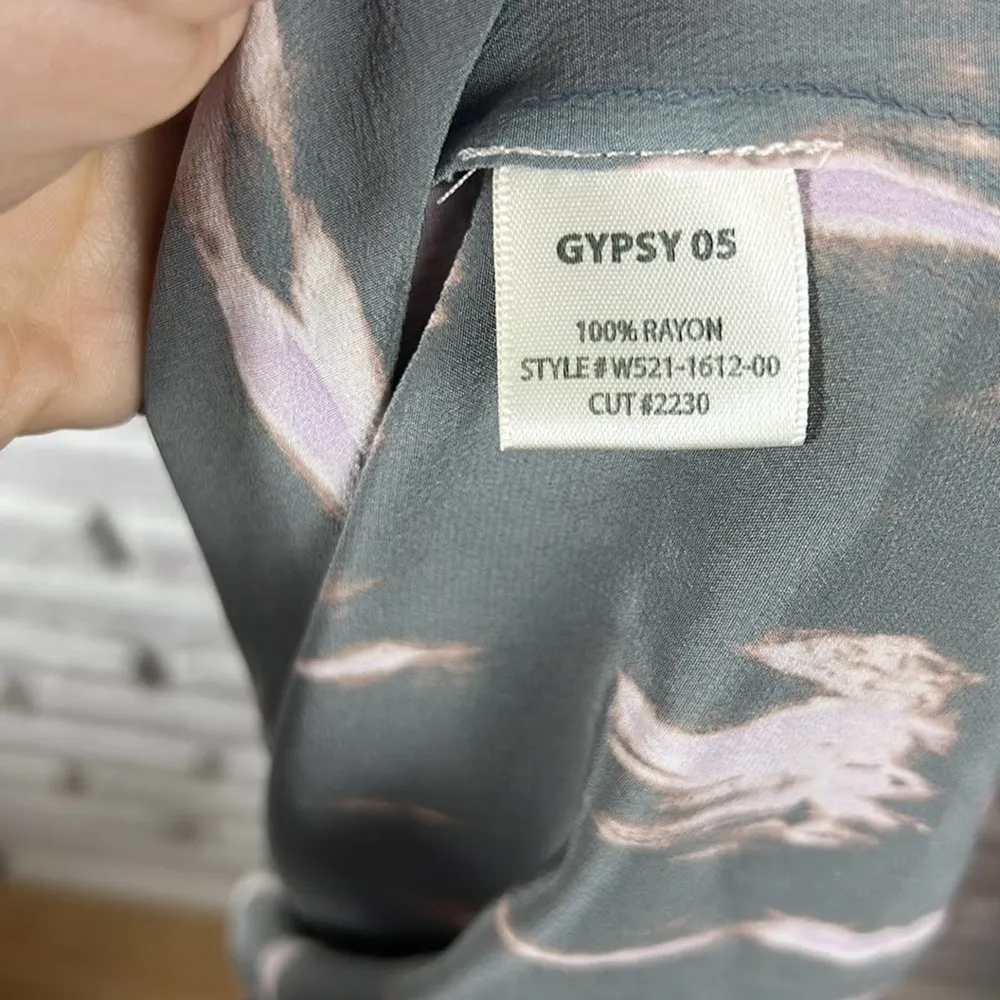 GYPSY 05
100% RAYON
STYLE # W521-1612-00
CUT #2230